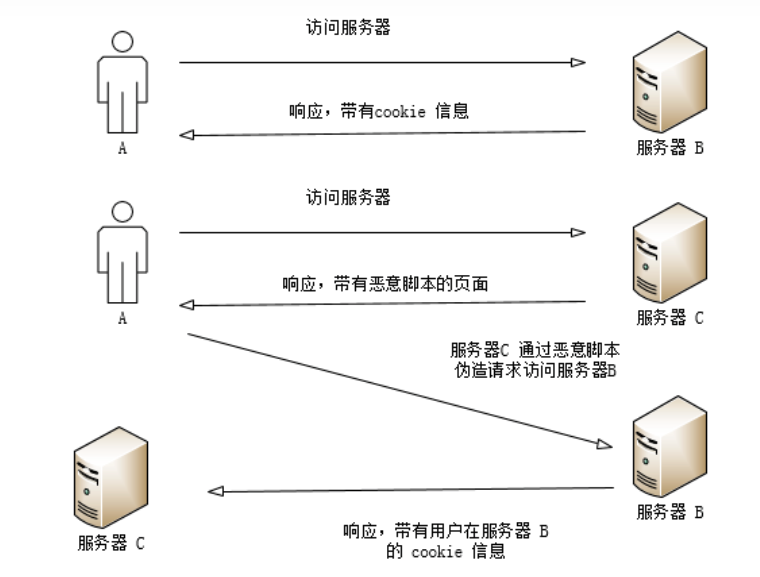 访问服务器
响应，带有cookie 信息
A
服务器 B
访问服务器
响应，带有恶意脚本的页面
A
服务器 C
服务器C 通过恶意脚本
伪造请求访问服务器B
服务器 B
服务器 C
响应，带有用户在服务器 B
的 cookie 信息